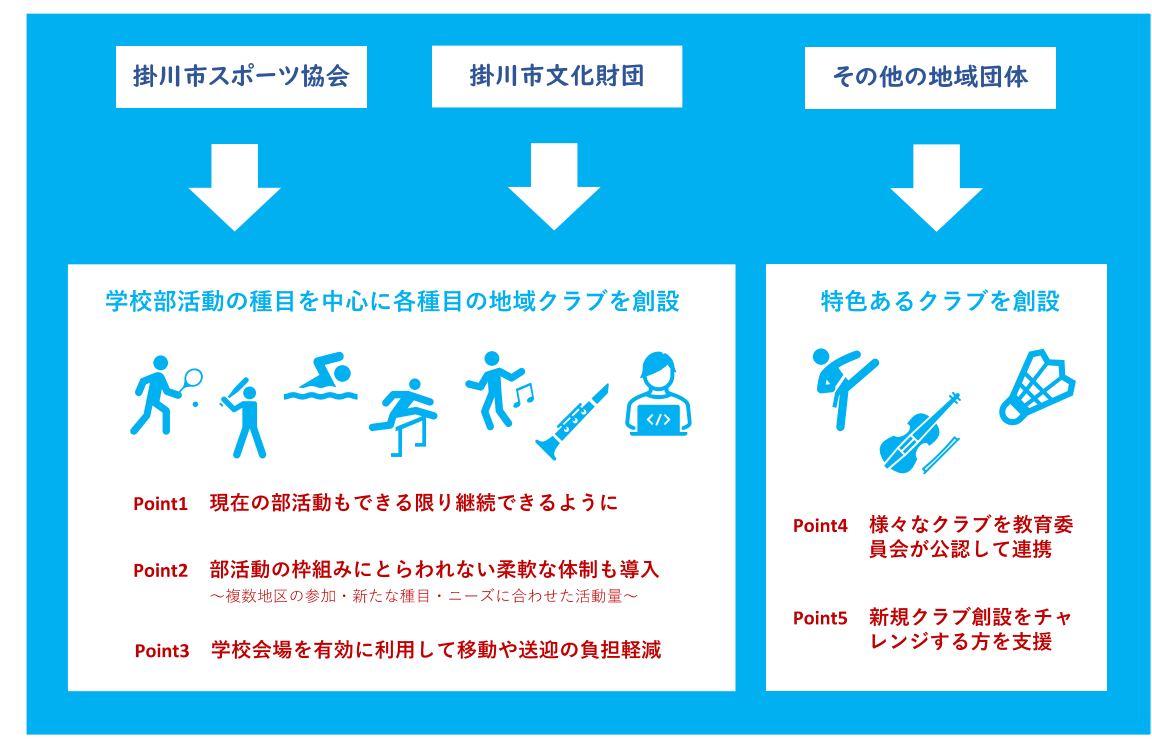 掛川市スポーツ協会
掛川市文化財団
その他の地域団体
学校部活動の種目を中心に各種目の地域クラブを創設
</>
Point1 現在の部活動もできる限り継続できるように
Point2 部活動の枠組みにとらわれない柔軟な体制も導入
～複数地区の参加・新たな種目・ニーズに合わせた活動量～
Point3 学校会場を有効に利用して移動や送迎の負担軽減
特色あるクラブを創設
Point4 様々なクラブを教育委
員会が公認して連携
Point5 新規クラブ創設をチャ
レンジする方を支援